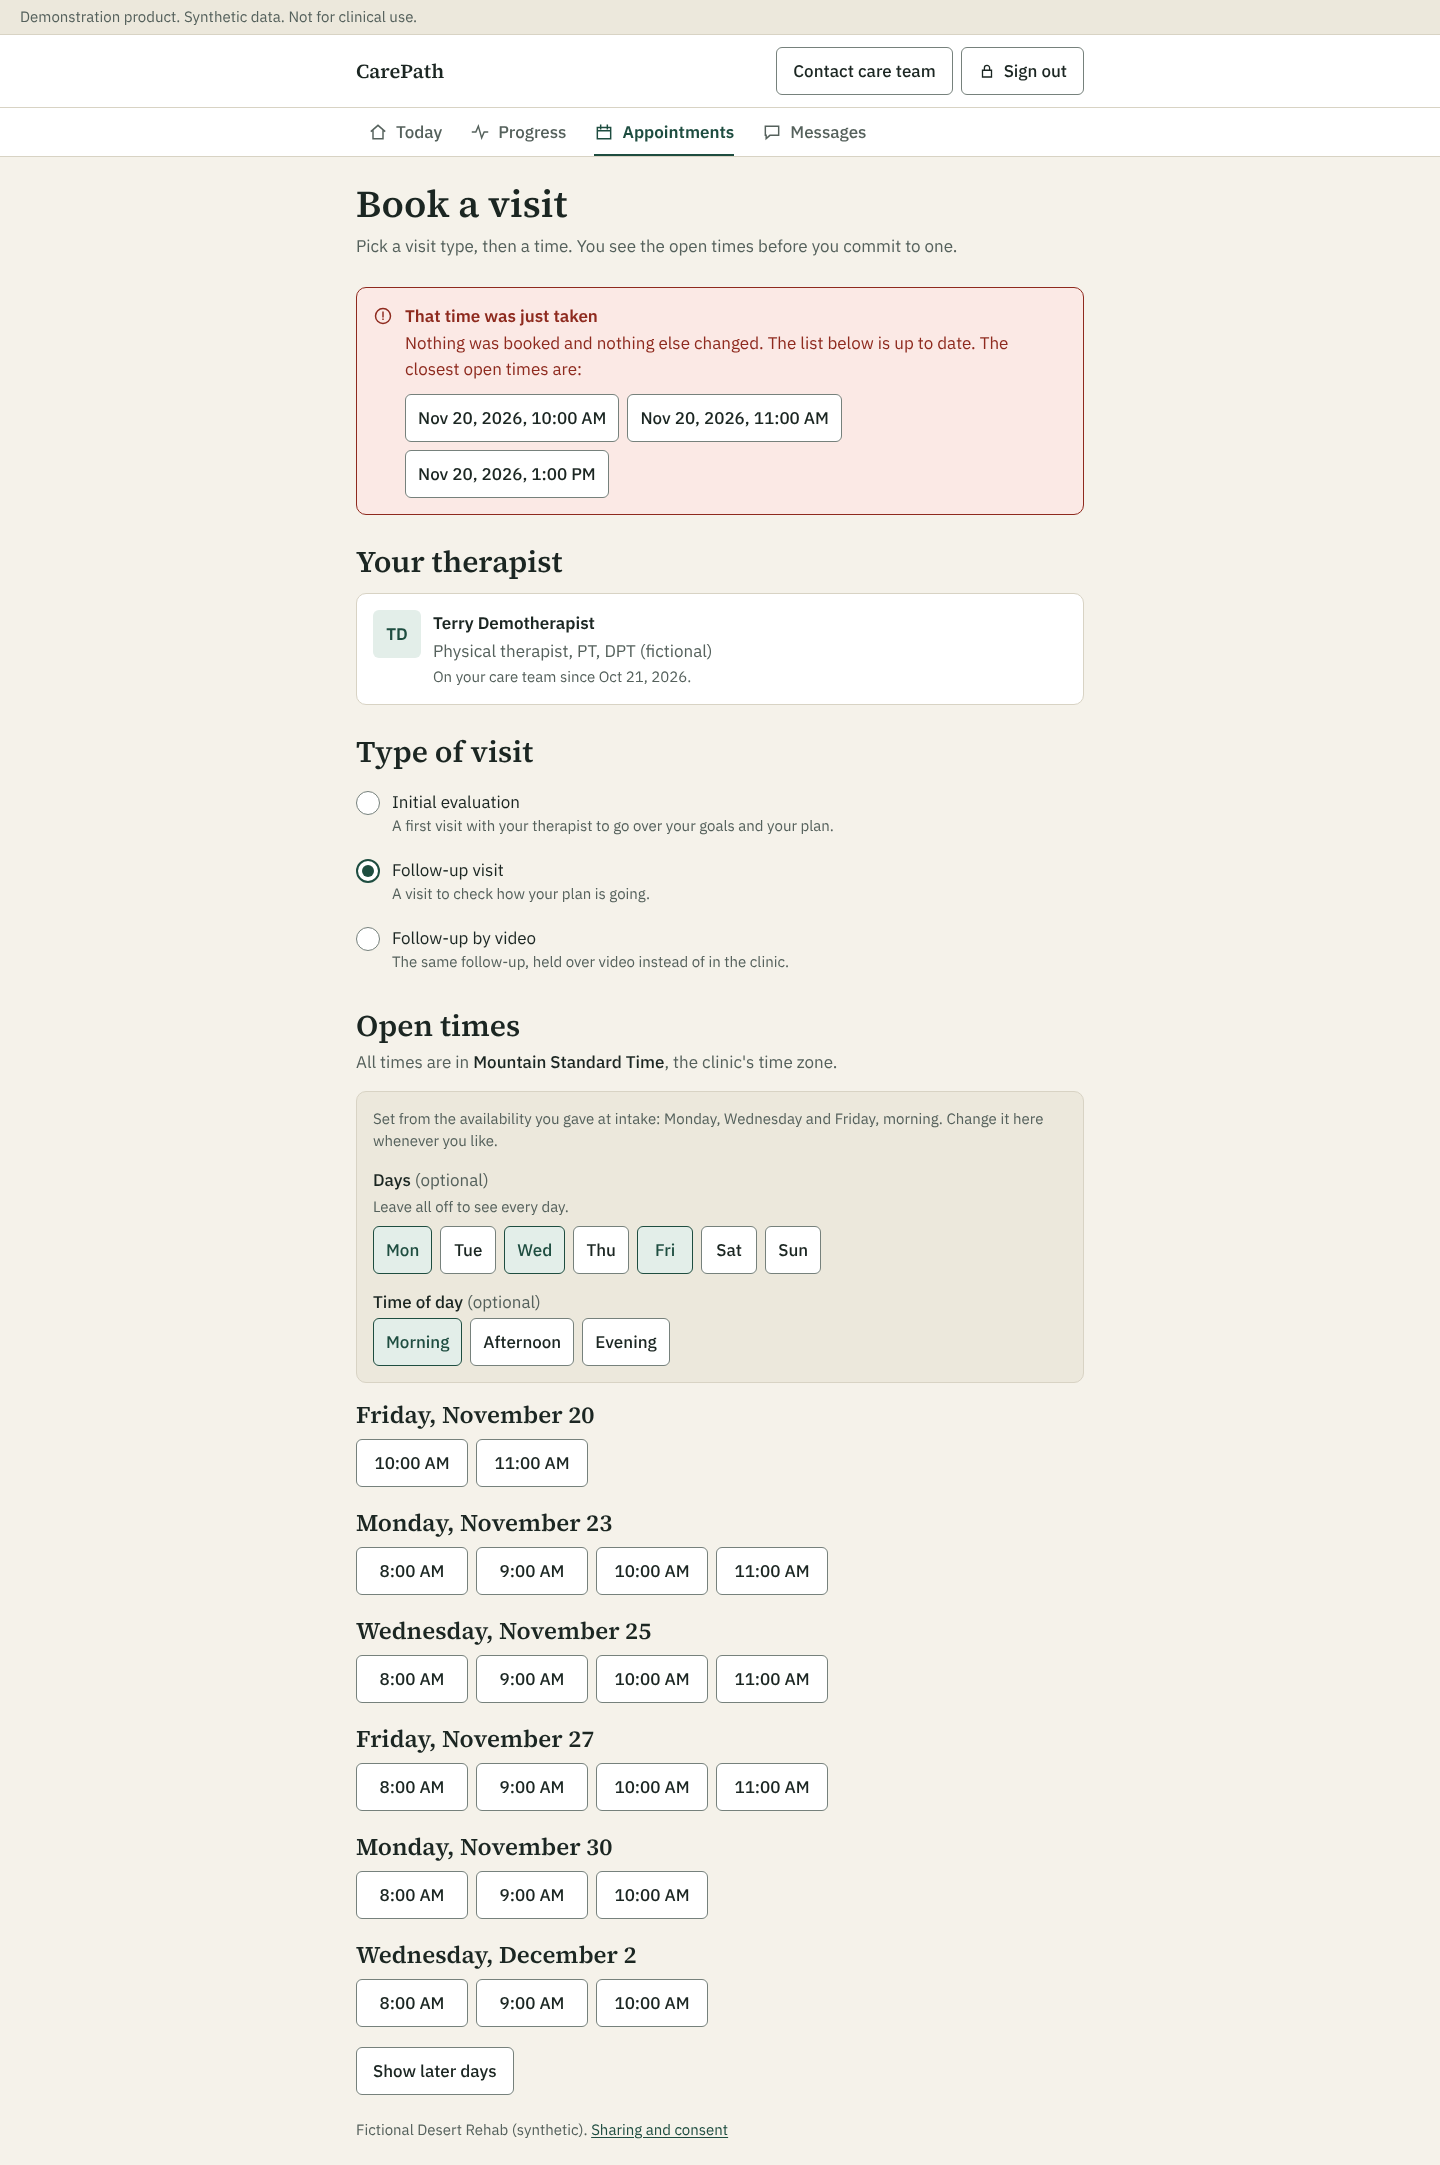 Demonstration product. Synthetic data. Not for clinical use.
CarePath
Contact care team
Sign out
Today
Progress
Appointments
Messages
Book a visit
Pick a visit type, then a time. You see the open times before you commit to one.
That time was just taken
Nothing was booked and nothing else changed. The list below is up to date. The
closest open times are:
Nov 20, 2026, 10:00 AM
Nov 20, 2026, 11:00 AM
Nov 20, 2026, 1:00 PM
Your therapist
TD
Terry Demotherapist
Physical therapist, PT, DPT (fictional)
On your care team since Oct 21, 2026.
Type of visit
Initial evaluation
A first visit with your therapist to go over your goals and your plan.
Follow-up visit
A visit to check how your plan is going.
Follow-up by video
The same follow-up, held over video instead of in the clinic.
Open times
All times are in Mountain Standard Time, the clinic's time zone.
Set from the availability you gave at intake: Monday, Wednesday and Friday, morning. Change it here
whenever you like.
Days (optional)
Leave all off to see every day.
Mon
Tue
Wed
Thu
Fri
Sat
Sun
Time of day (optional)
Morning
Afternoon
Evening
Friday, November 20
10:00 AM
11:00 AM
Monday, November 23
8:00 AM
9:00 AM
10:00 AM
11:00 AM
Wednesday, November 25
8:00 AM
9:00 AM
10:00 AM
11:00 AM
Friday, November 27
8:00 AM
9:00 AM
10:00 AM
11:00 AM
Monday, November 30
8:00 AM
9:00 AM
10:00 AM
Wednesday, December 2
8:00 AM
9:00 AM
10:00 AM
Show later days
Fictional Desert Rehab (synthetic). Sharing and consent